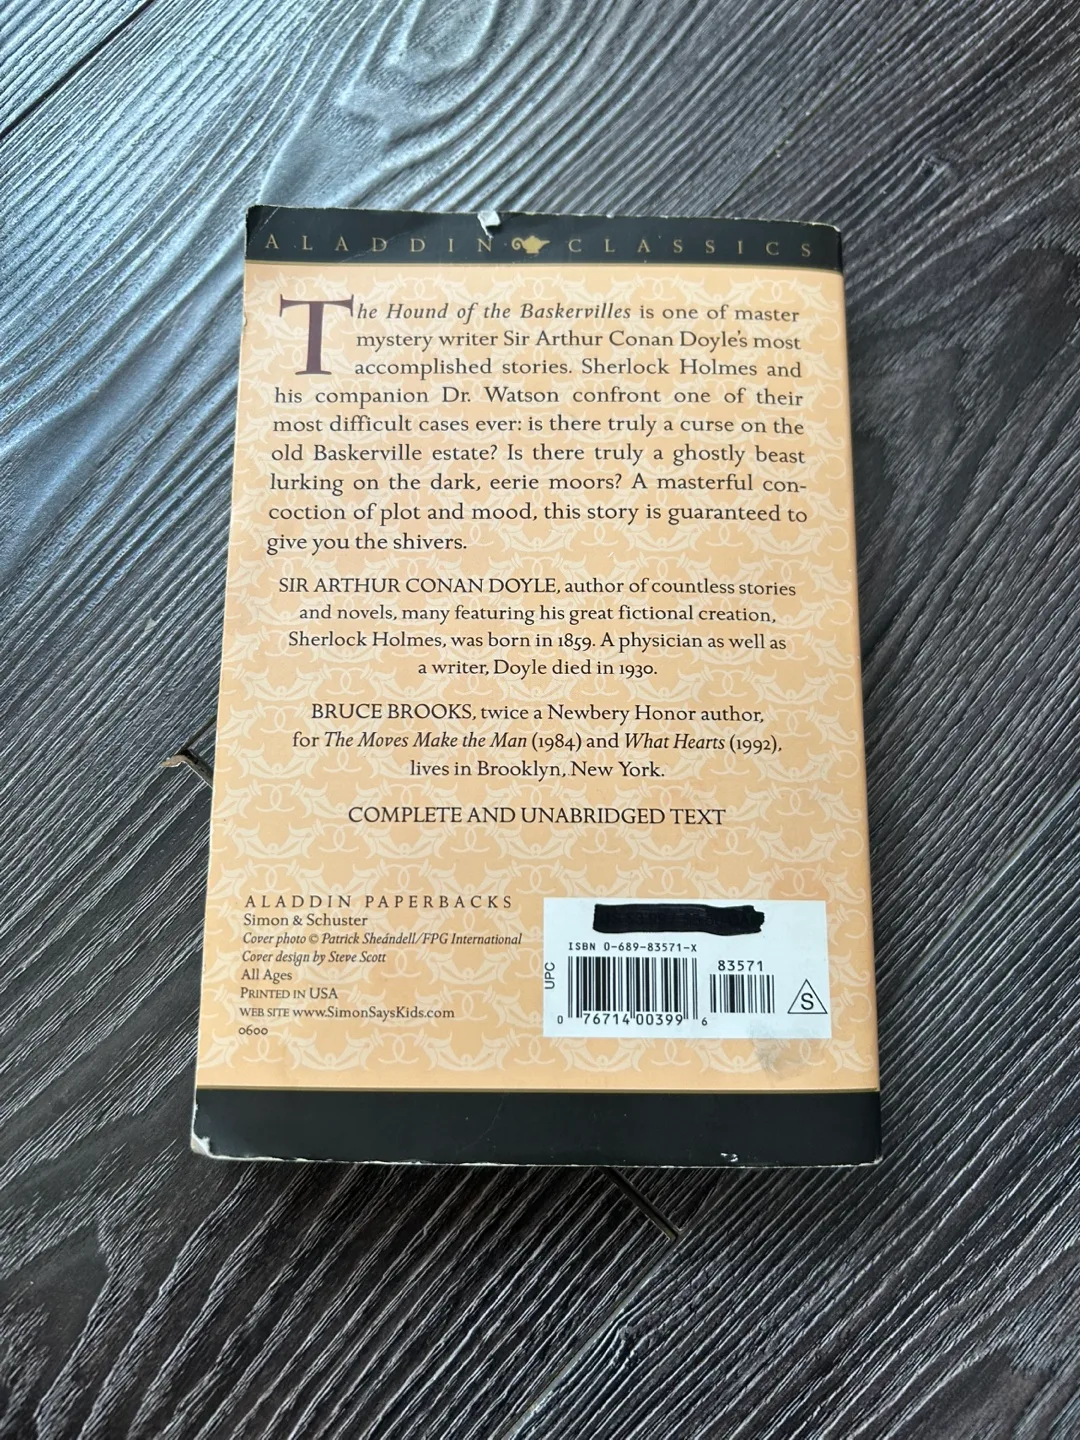 ALADDIN CLASSICS
The Hound of the Baskervilles is one of master
mystery writer Sir Arthur Conan Doyle's most
accomplished stories. Sherlock Holmes and
his companion Dr. Watson confront one of their
most difficult cases ever: is there truly a curse on the
old Baskerville estate? Is there truly a ghostly beast
lurking on the dark, eerie moors? A masterful con-
coction of plot and mood, this story is guaranteed to
give you the shivers.
SIR ARTHUR CONAN DOYLE, author of countless stories
and novels, many featuring his great fictional creation,
Sherlock Holmes, was born in 1859. A physician as well as
a writer, Doyle died in 1930.
BRUCE BROOKS, twice a Newbery Honor author,
for The Moves Make the Man (1984) and What Hearts (1992),
lives in Brooklyn, New York.
COMPLETE AND UNABRIDGED TEXT
ALADDIN PAPERBACKS
Simon & Schuster
Cover photo © Patrick Sheándell/FPG International
Cover design by Steve Scott
All Ages
PRINTED IN USA
WEB SITE www.SimonSaysKids.com
0600
ISBN 0-689-83571-X
83571
UPC
S
0 76714 00399 6